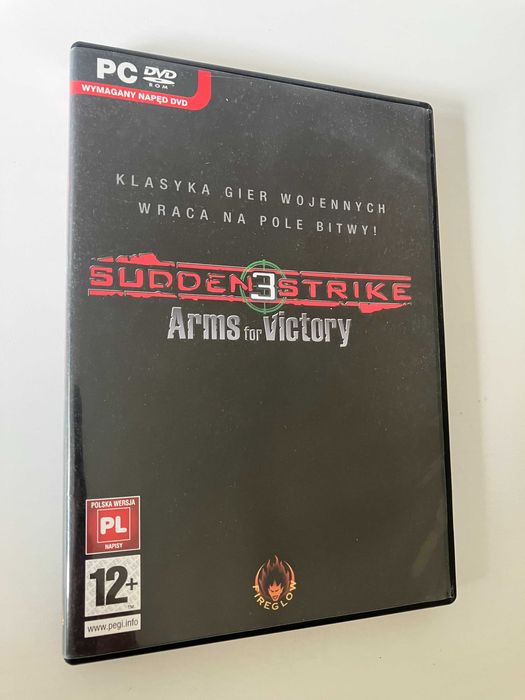 PC DVD
ROM
WYMAGANY NAPĘD DVD
KLASYKA GIER WOJENNYCH
WRACA NA POLE BITWY!
SUDDEN 3 STRIKE
Arms for Victory
POLSKA WERSJA
PL
NAPISY
12+
TM
www.pegi.info
FIREGLOW